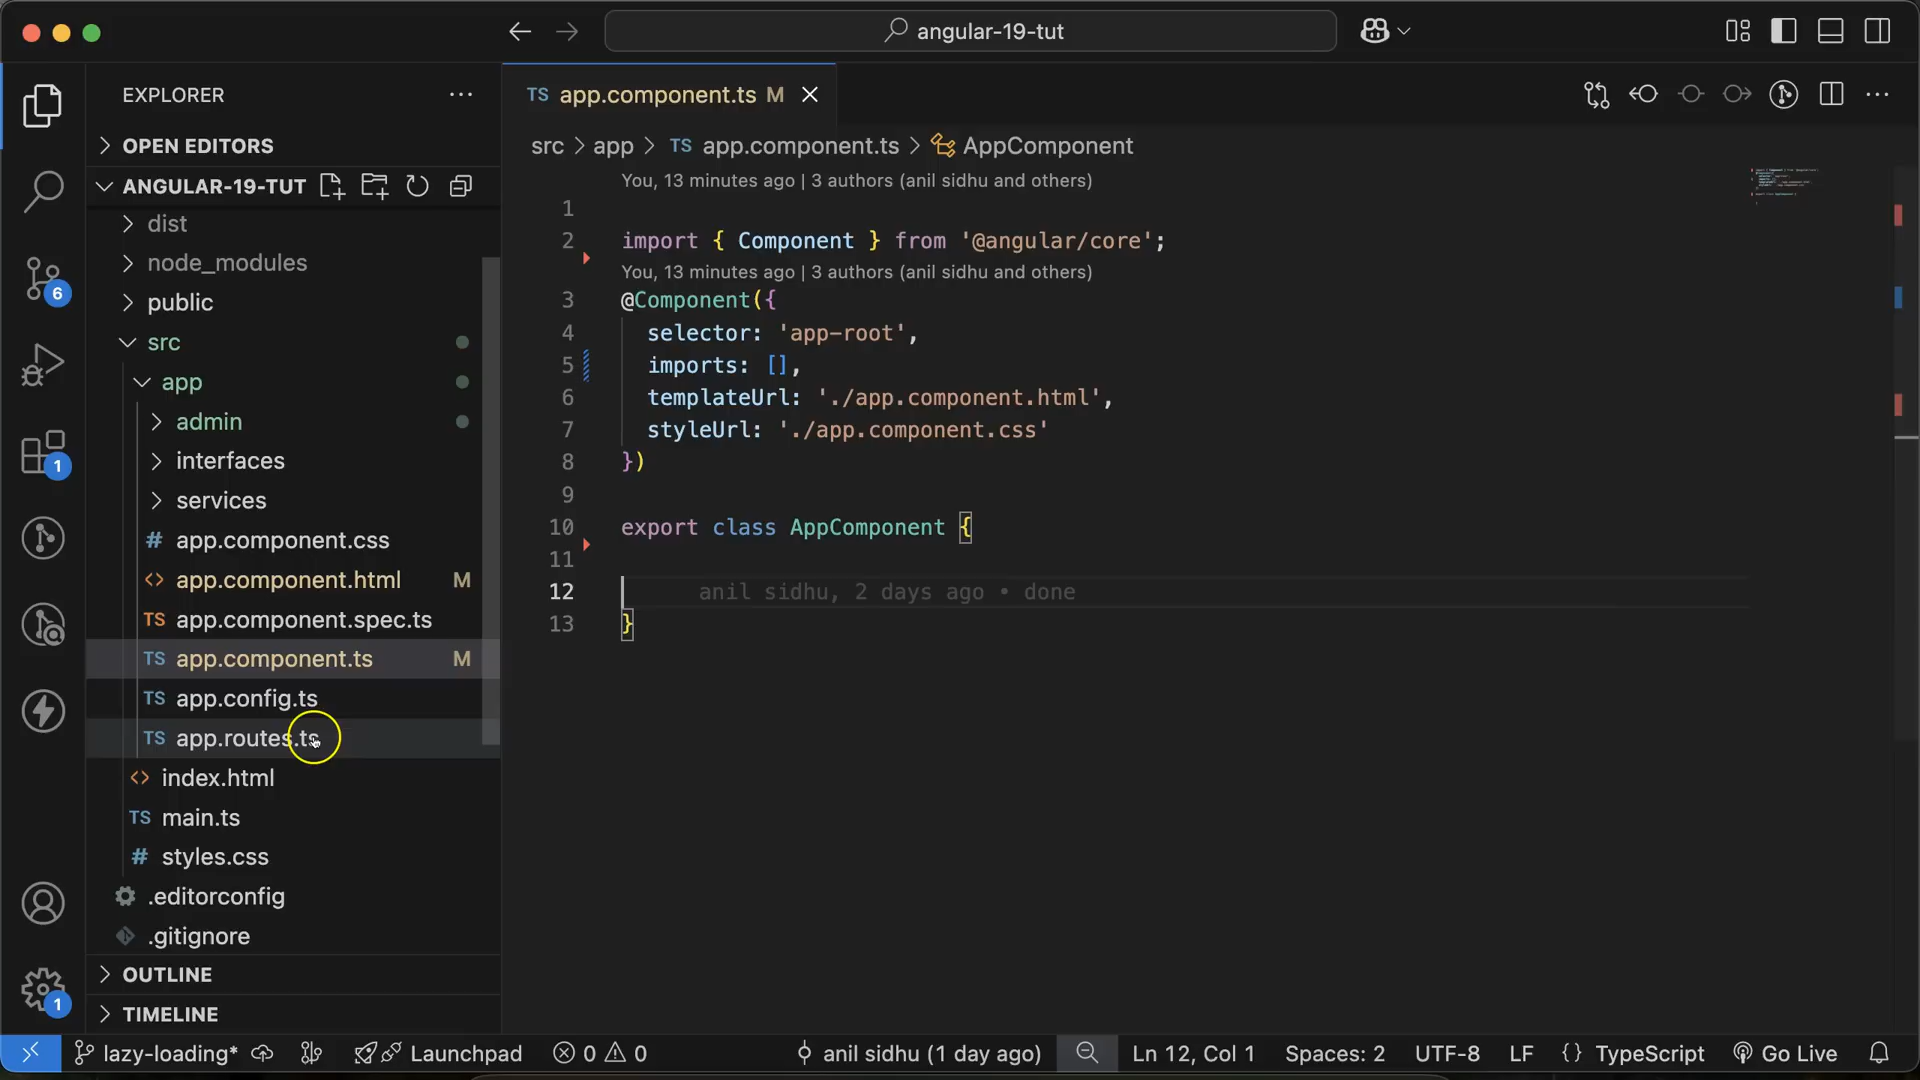 angular-19-tut
EXPLORER
OPEN EDITORS
ANGULAR-19-TUT
dist
node_modules
public
src
app
admin
interfaces
services
# app.component.css
<> app.component.html M
TS app.component.spec.ts
TS app.component.ts M
TS app.config.ts
TS app.routes.ts
<> index.html
TS main.ts
# styles.css
.editorconfig
.gitignore
OUTLINE
TIMELINE
6
1
1
TS app.component.ts M
src > app > TS app.component.ts > AppComponent
You, 13 minutes ago | 3 authors (anil sidhu and others)
1
2 import { Component } from '@angular/core';
You, 13 minutes ago | 3 authors (anil sidhu and others)
3 @Component({
4 selector: 'app-root',
5 imports: [],
6 templateUrl: './app.component.html',
7 styleUrl: './app.component.css'
8 })
9
10 export class AppComponent {
11
12 anil sidhu, 2 days ago • done
13 }
lazy-loading* Launchpad 0 0 anil sidhu (1 day ago) Ln 12, Col 1 Spaces: 2 UTF-8 LF {} TypeScript Go Live